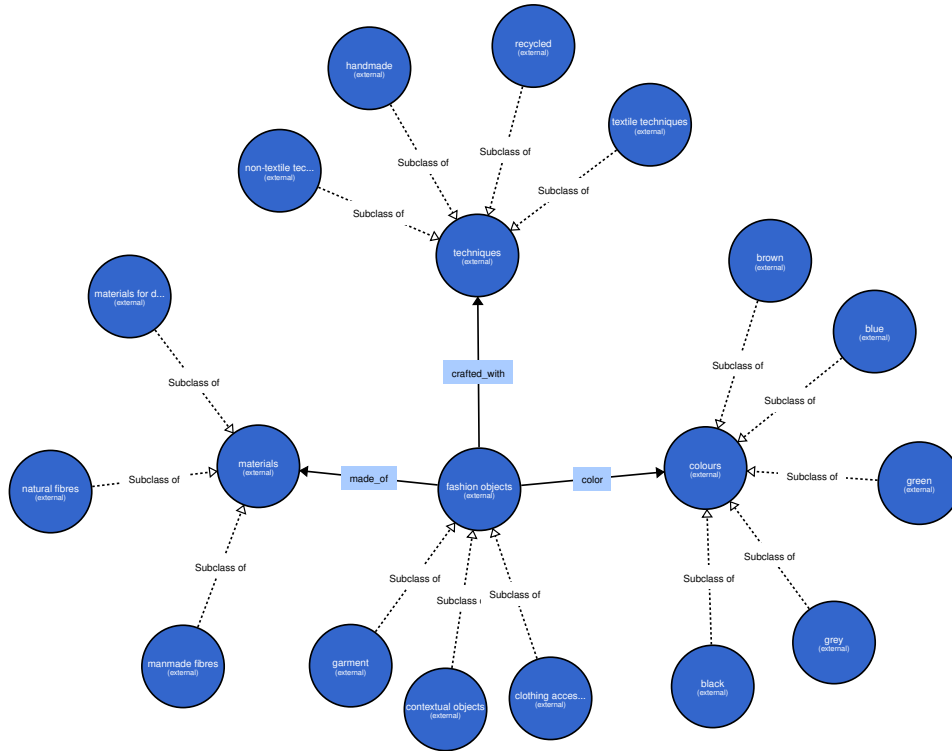 recycled
(external)
handmade
(external)
textile techniques
(external)
Subclass of
Subclass of
Subclass of
non-textile tec...
(external)
Subclass of
techniques
(external)
brown
(external)
materials for d...
(external)
blue
(external)
Subclass of
crafted_with
Subclass of
Subclass of
materials
(external)
colours
(external)
made_of
fashion objects
(external)
color
Subclass of
green
(external)
natural fibres
(external)
Subclass of
Subclass of
Subclass of
Subclass of
Subclass of
Subclass of
Subclass of
grey
(external)
manmade fibres
(external)
garment
(external)
black
(external)
contextual objects
(external)
clothing acces...
(external)